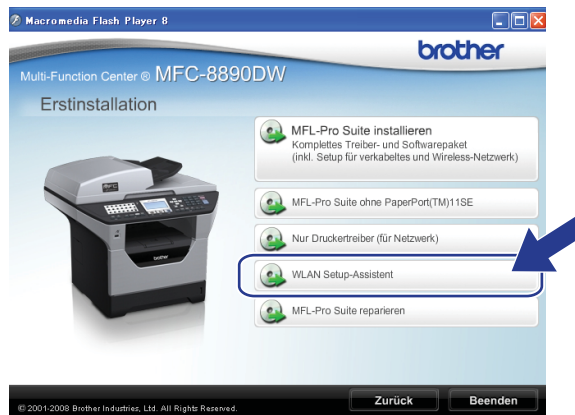 Macromedia Flash Player 8
brother
Multi-Function Center ® MFC-8890DW
Erstinstallation
MFL-Pro Suite installieren
Komplettes Treiber- und Softwarepaket
(inkl. Setup für verkabeltes und Wireless-Netzwerk)
MFL-Pro Suite ohne PaperPort(TM)11SE
Nur Druckertreiber (für Netzwerk)
WLAN Setup-Assistent
MFL-Pro Suite reparieren
brother
Zurück
Beenden
© 2001-2008 Brother Industries, Ltd. All Rights Reserved.